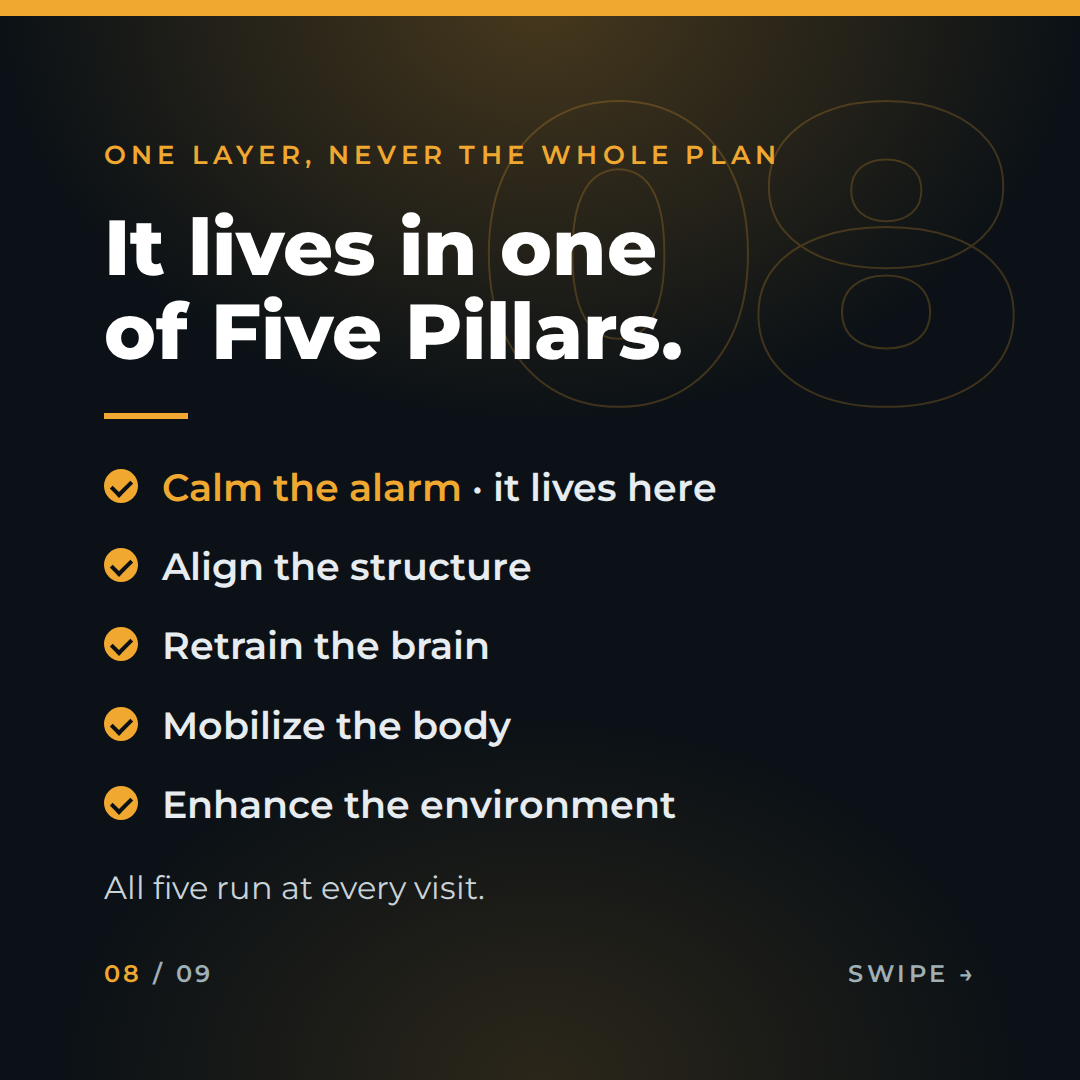 ONE LAYER, NEVER THE WHOLE PLAN
08
It lives in one
of Five Pillars.
Calm the alarm · it lives here
Align the structure
Retrain the brain
Mobilize the body
Enhance the environment
All five run at every visit.
08 / 09
SWIPE →